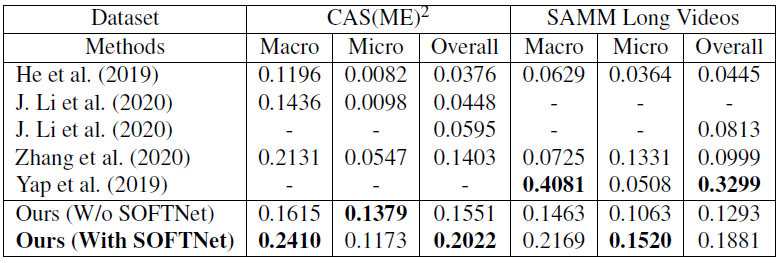 Dataset CAS(ME)² SAMM Long Videos
Methods Macro Micro Overall Macro Micro Overall
He et al. (2019) 0.1196 0.0082 0.0376 0.0629 0.0364 0.0445
J. Li et al. (2020) 0.1436 0.0098 0.0448 - - -
J. Li et al. (2020) - - 0.0595 - - 0.0813
Zhang et al. (2020) 0.2131 0.0547 0.1403 0.0725 0.1331 0.0999
Yap et al. (2019) - - - 0.4081 0.0508 0.3299
Ours (W/o SOFTNet) 0.1615 0.1379 0.1551 0.1463 0.1063 0.1293
Ours (With SOFTNet) 0.2410 0.1173 0.2022 0.2169 0.1520 0.1881